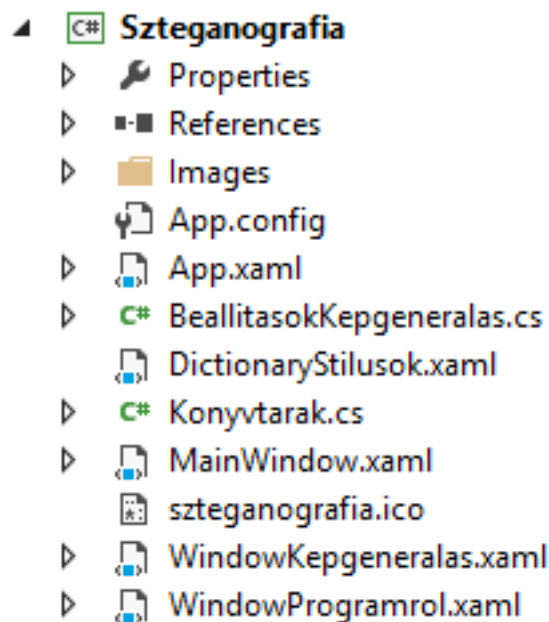 C# Szteganografia
Properties
References
Images
App.config
App.xaml
C# BeallitasokKepgeneralas.cs
DictionaryStilusok.xaml
C# Konyvtarak.cs
MainWindow.xaml
szteganografia.ico
WindowKepgeneralas.xaml
WindowProgramrol.xaml